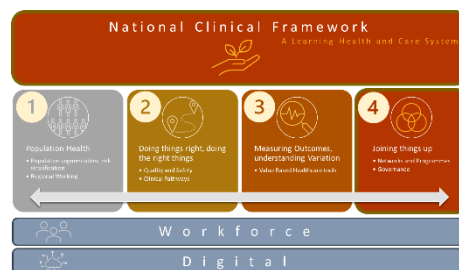 National Clinical Framework
A Learning Health and Care System
1
Population Health
• Population segmentation, risk
stratification
• Regional Working
2
Doing things right, doing
the right things
• Quality and Safety
• Clinical Pathways
3
Measuring Outcomes,
understanding Variation
• Value Based Healthcare tools
4
Joining things up
• Networks and Programmes
• Governance
Workforce
Digital